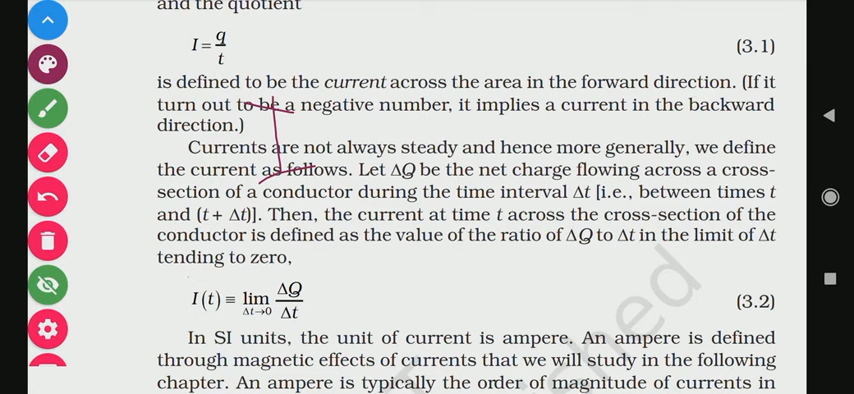 and the quotient
I = q/t (3.1)
is defined to be the current across the area in the forward direction. (If it
turn out to be a negative number, it implies a current in the backward
direction.)
Currents are not always steady and hence more generally, we define
the current as follows. Let ΔQ be the net charge flowing across a cross-
section of a conductor during the time interval Δt [i.e., between times t
and (t + Δt)]. Then, the current at time t across the cross-section of the
conductor is defined as the value of the ratio of ΔQ to Δt in the limit of Δt
tending to zero,
I(t) ≡ lim Δt→0 ΔQ/Δt (3.2)
In SI units, the unit of current is ampere. An ampere is defined
through magnetic effects of currents that we will study in the following
chapter. An ampere is typically the order of magnitude of currents in